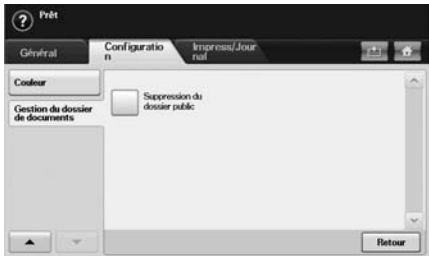 Prêt
Général
Configuratio
n
Impress/Jour
nal
Couleur
Gestion du dossier
de documents
Suppression du
dossier public
Retour